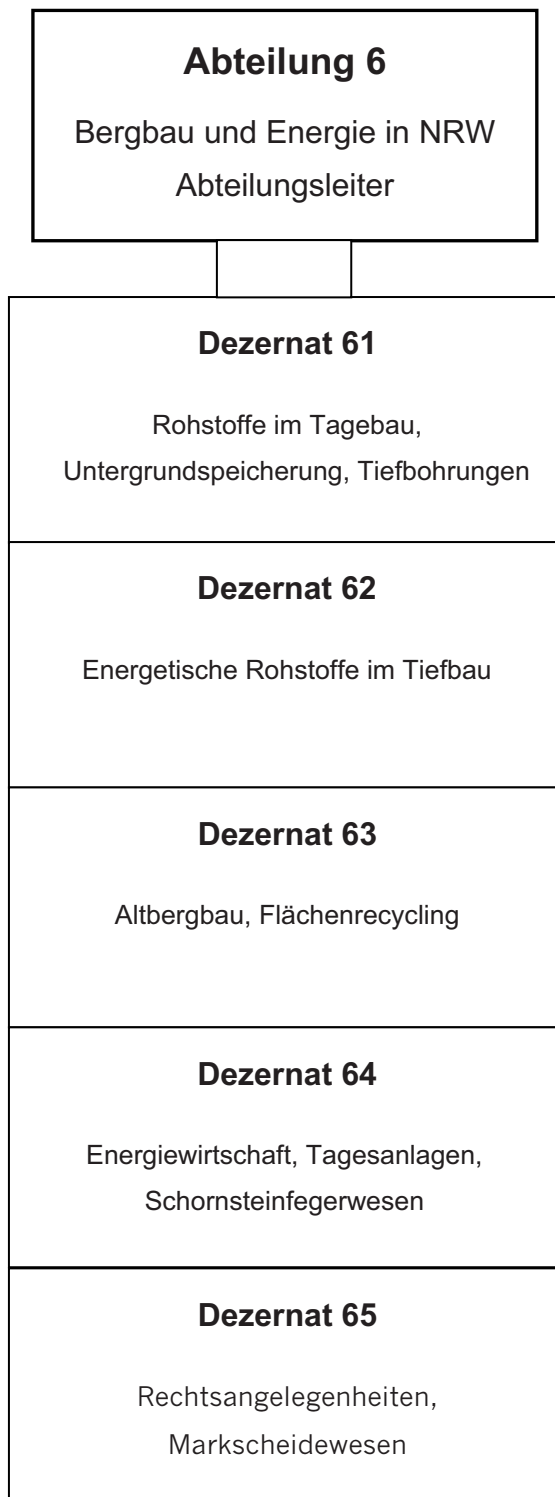 Abteilung 6
Bergbau und Energie in NRW
Abteilungsleiter
Dezernat 61
Rohstoffe im Tagebau,
Untergrundspeicherung, Tiefbohrungen
Dezernat 62
Energetische Rohstoffe im Tiefbau
Dezernat 63
Altbergbau, Flächenrecycling
Dezernat 64
Energiewirtschaft, Tagesanlagen,
Schornsteinfegerwesen
Dezernat 65
Rechtsangelegenheiten,
Markscheidewesen